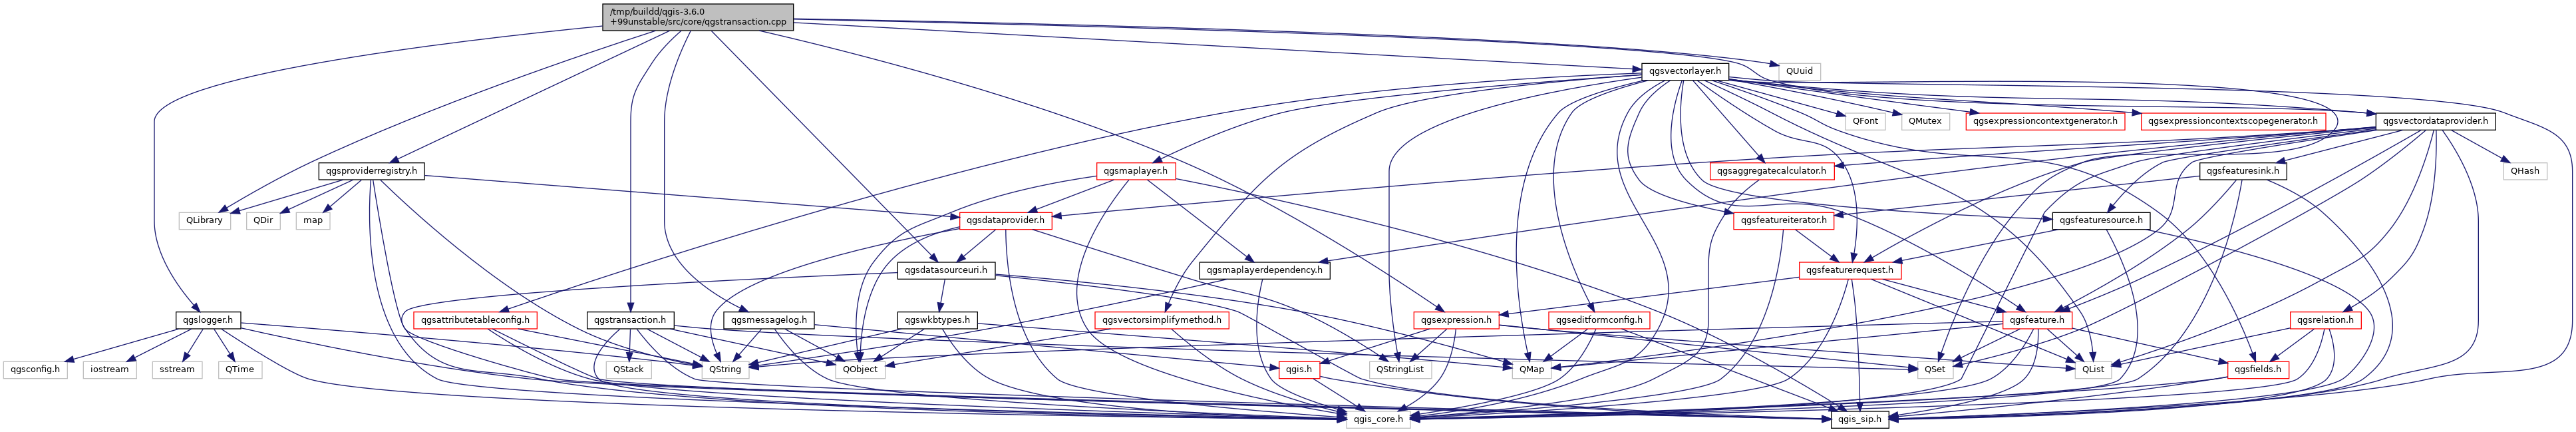 /tmp/buildd/qgis-3.6.0
+99unstable/src/core/qgstransaction.cpp
qgsvectorlayer.h
QUuid
QFont
QMutex
qgsexpressioncontextgenerator.h
qgsexpressioncontextscopegenerator.h
qgsvectordataprovider.h
qgsproviderregistry.h
qgsmaplayer.h
qgsaggregatecalculator.h
qgsfeaturesink.h
QHash
QLibrary
QDir
map
qgsdataprovider.h
qgsfeatureiterator.h
qgsfeaturesource.h
qgsdatasourceuri.h
qgsmaplayerdependency.h
qgsfeaturerequest.h
qgslogger.h
qgsattributetableconfig.h
qgstransaction.h
qgsmessagelog.h
qgswkbtypes.h
qgsvectorsimplifymethod.h
qgsexpression.h
qgseditformconfig.h
qgsfeature.h
qgsrelation.h
qgsconfig.h
iostream
sstream
QTime
QStack
QString
QObject
qgis.h
QStringList
QMap
QSet
QList
qgsfields.h
qgis_core.h
qgis_sip.h